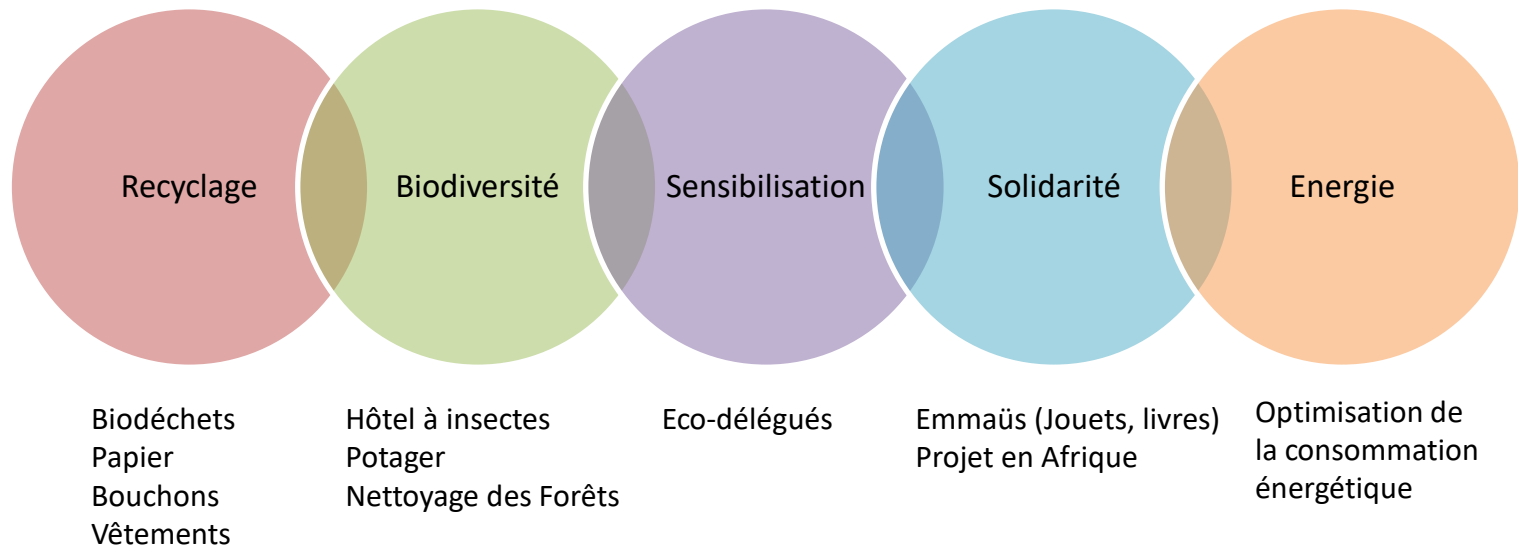 Recyclage
Biodiversité
Sensibilisation
Solidarité
Energie
Biodéchets
Papier
Bouchons
Vêtements
Hôtel à insectes
Potager
Nettoyage des Forêts
Eco-délégués
Emmaüs (Jouets, livres)
Projet en Afrique
Optimisation de
la consommation
énergétique